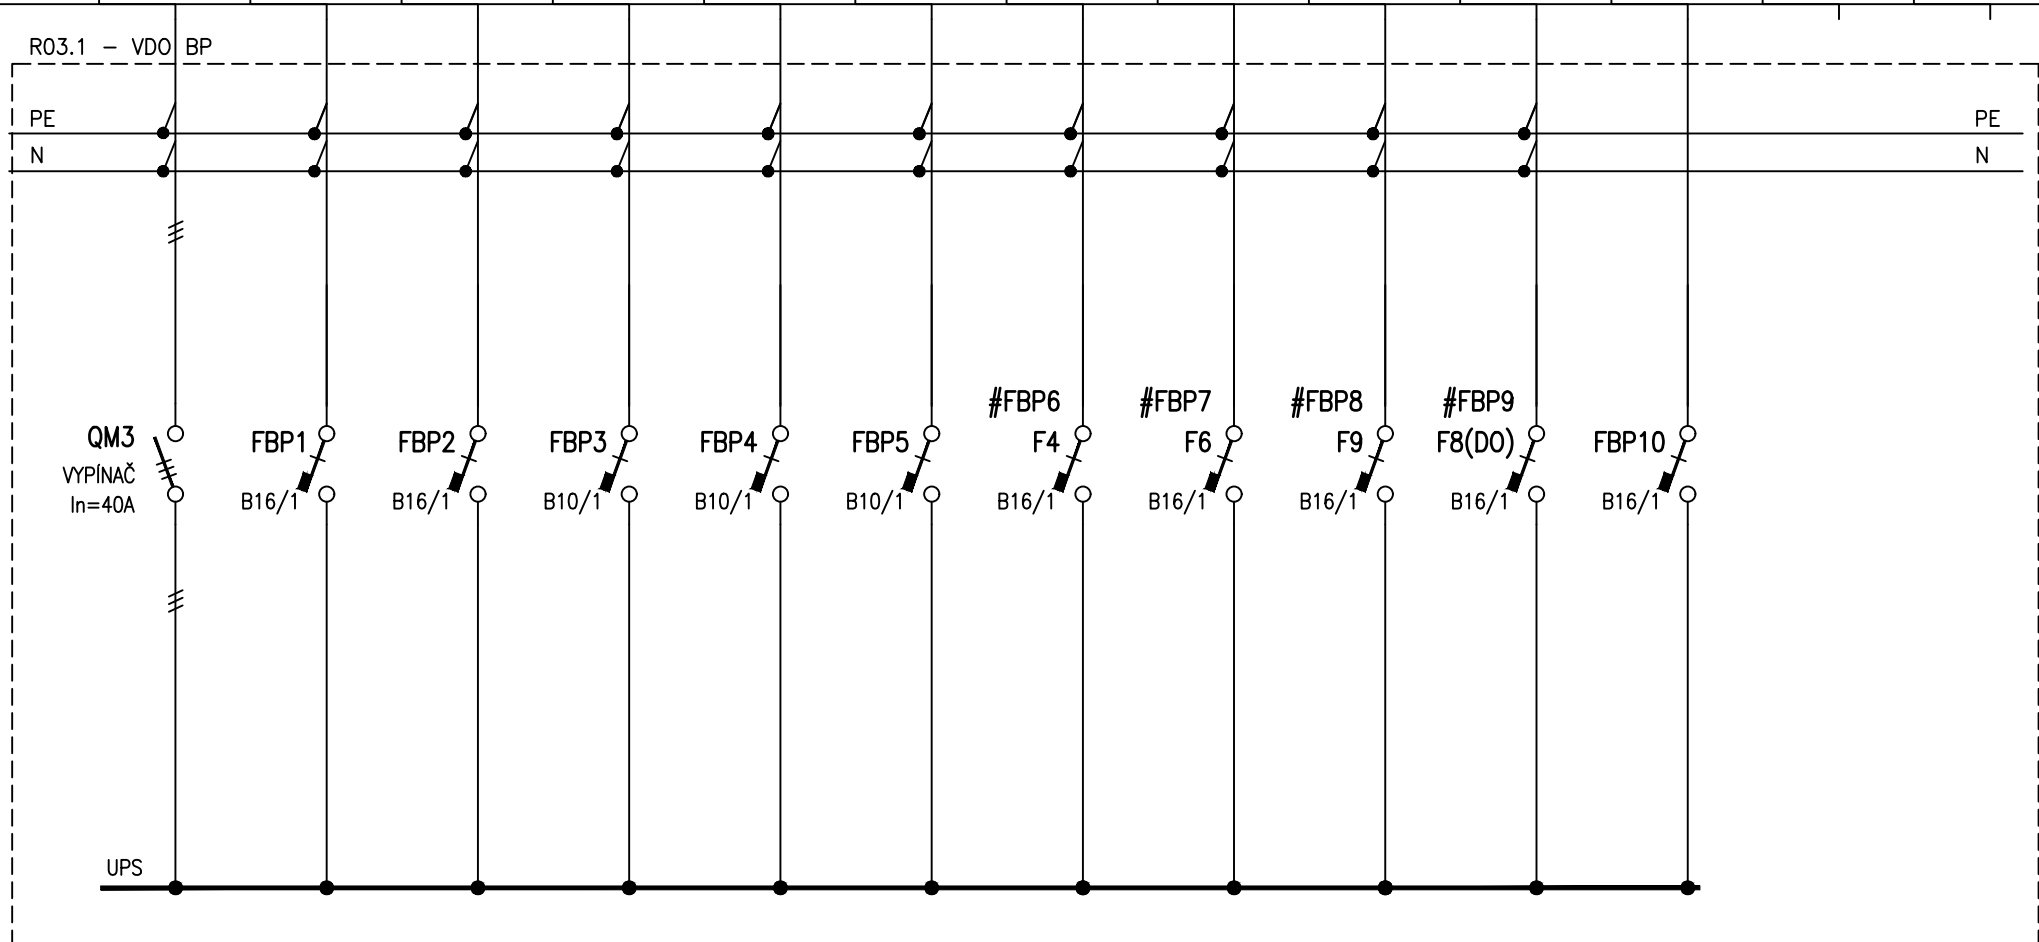 R03.1 - VDO BP
PE PE
N N
#FBP6 #FBP7 #FBP8 #FBP9
QM3 FBP1 FBP2 FBP3 FBP4 FBP5 F4 F6 F9 F8(DO) FBP10
VYPÍNAČ
In=40A B16/1 B16/1 B10/1 B10/1 B10/1 B16/1 B16/1 B16/1 B16/1 B16/1
UPS